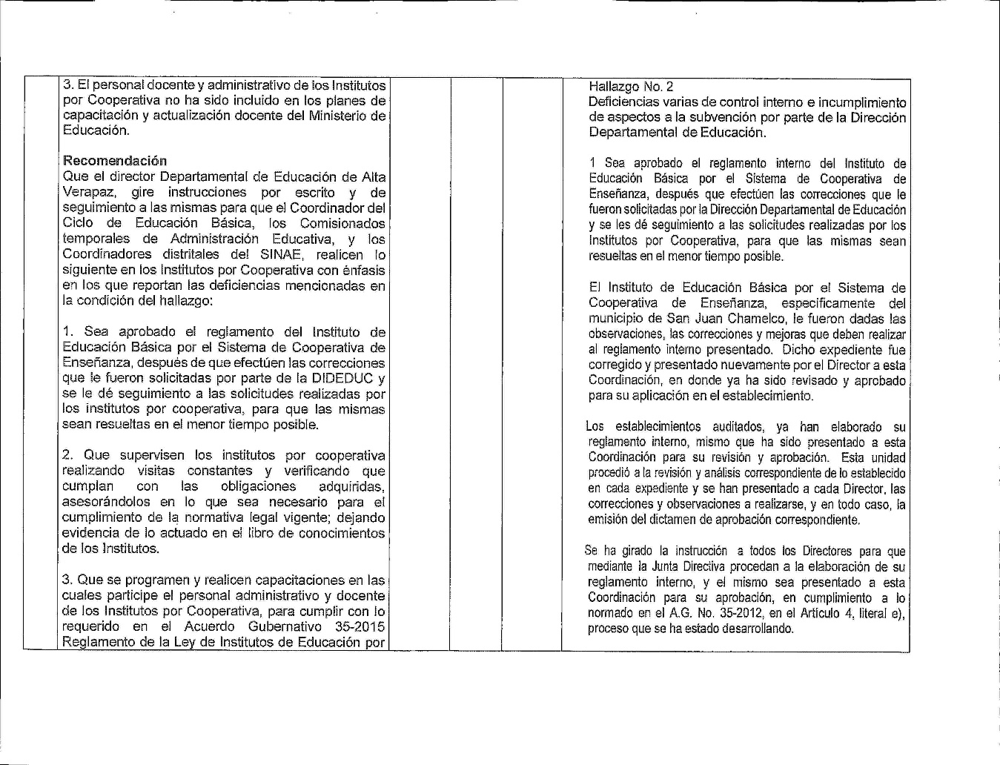 3. El personal docente y administrativo de los Institutos
por Cooperativa no ha sido incluido en los planes de
capacitación y actualización docente del Ministerio de
Educación.
Recomendación
Que el director Departamental de Educación de Alta
Verapaz, gire instrucciones por escrito y de
seguimiento a las mismas para que el Coordinador del
Ciclo de Educación Básica, los Comisionados
temporales de Administración Educativa, y los
Coordinadores distritales del SINAE, realicen lo
siguiente en los Institutos por Cooperativa con énfasis
en los que reportan las deficiencias mencionadas en
la condición del hallazgo:
1. Sea aprobado el reglamento del Instituto de
Educación Básica por el Sistema de Cooperativa de
Enseñanza, después de que efectúen las correcciones
que le fueron solicitadas por parte de la DIDEDUC y
se le dé seguimiento a las solicitudes realizadas por
los institutos por cooperativa, para que las mismas
sean resueltas en el menor tiempo posible.
2. Que supervisen los institutos por cooperativa
realizando visitas constantes y verificando que
cumplan con las obligaciones adquiridas,
asesorándolos en lo que sea necesario para el
cumplimiento de la normativa legal vigente; dejando
evidencia de lo actuado en el libro de conocimientos
de los Institutos.
3. Que se programen y realicen capacitaciones en las
cuales participe el personal administrativo y docente
de los Institutos por Cooperativa, para cumplir con lo
requerido en el Acuerdo Gubernativo 35-2015
Reglamento de la Ley de Institutos de Educación por
Hallazgo No. 2
Deficiencias varias de control interno e incumplimiento
de aspectos a la subvención por parte de la Dirección
Departamental de Educación.
1 Sea aprobado el reglamento interno del Instituto de
Educación Básica por el Sistema de Cooperativa de
Enseñanza, después que efectúen las correcciones que le
fueron solicitadas por la Dirección Departamental de Educación
y se les dé seguimiento a las solicitudes realizadas por los
Institutos por Cooperativa, para que las mismas sean
resueltas en el menor tiempo posible.
El Instituto de Educación Básica por el Sistema de
Cooperativa de Enseñanza, específicamente del
municipio de San Juan Chamelco, le fueron dadas las
observaciones, las correcciones y mejoras que deben realizar
al reglamento interno presentado. Dicho expediente fue
corregido y presentado nuevamente por el Director a esta
Coordinación, en donde ya ha sido revisado y aprobado
para su aplicación en el establecimiento.
Los establecimientos auditados, ya han elaborado su
reglamento interno, mismo que ha sido presentado a esta
Coordinación para su revisión y aprobación. Esta unidad
procedió a la revisión y análisis correspondiente de lo establecido
en cada expediente y se han presentado a cada Director, las
correcciones y observaciones a realizarse, y en todo caso, la
emisión del dictamen de aprobación correspondiente.
Se ha girado la instrucción a todos los Directores para que
mediante la Junta Directiva procedan a la elaboración de su
reglamento interno, y el mismo sea presentado a esta
Coordinación para su aprobación, en cumplimiento a lo
normado en el A.G. No. 35-2012, en el Artículo 4, literal e),
proceso que se ha estado desarrollando.